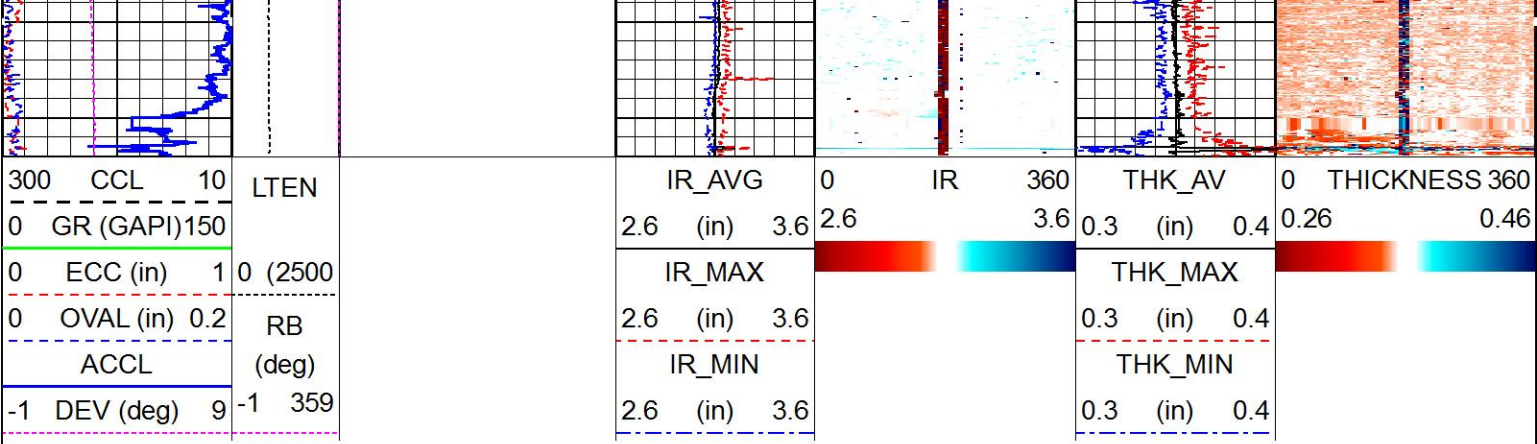 300 CCL 10
0 GR (GAPI) 150
0 ECC (in) 1
0 OVAL (in) 0.2
ACCL
-1 DEV (deg) 9
LTEN
0 (2500
RB
(deg)
-1 359
IR_AVG
2.6 (in) 3.6
IR_MAX
2.6 (in) 3.6
IR_MIN
2.6 (in) 3.6
0 IR 360
2.6 3.6
THK_AV
0.3 (in) 0.4
THK_MAX
0.3 (in) 0.4
THK_MIN
0.3 (in) 0.4
0 THICKNESS 360
0.26 0.46